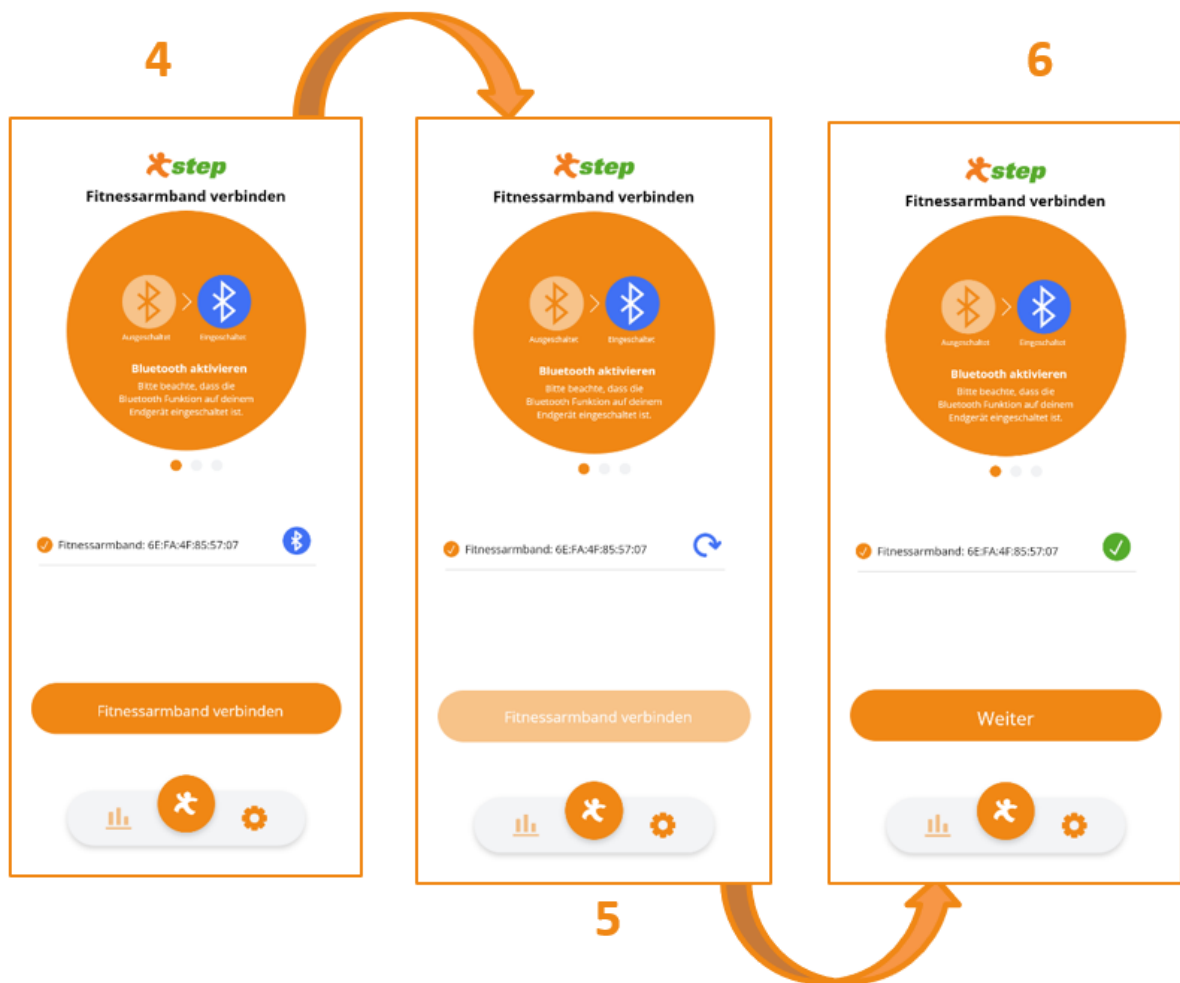 4
step
Fitnessarmband verbinden
Ausgeschaltet
Eingeschaltet
Bluetooth aktivieren
Bitte beachte, dass die
Bluetooth Funktion auf deinem
Endgerät eingeschaltet ist.
Fitnessarmband: 6E:FA:4F:85:57:07
Fitnessarmband verbinden
5
step
Fitnessarmband verbinden
Ausgeschaltet
Eingeschaltet
Bluetooth aktivieren
Bitte beachte, dass die
Bluetooth Funktion auf deinem
Endgerät eingeschaltet ist.
Fitnessarmband: 6E:FA:4F:85:57:07
Fitnessarmband verbinden
6
step
Fitnessarmband verbinden
Ausgeschaltet
Eingeschaltet
Bluetooth aktivieren
Bitte beachte, dass die
Bluetooth Funktion auf deinem
Endgerät eingeschaltet ist.
Fitnessarmband: 6E:FA:4F:85:57:07
Weiter